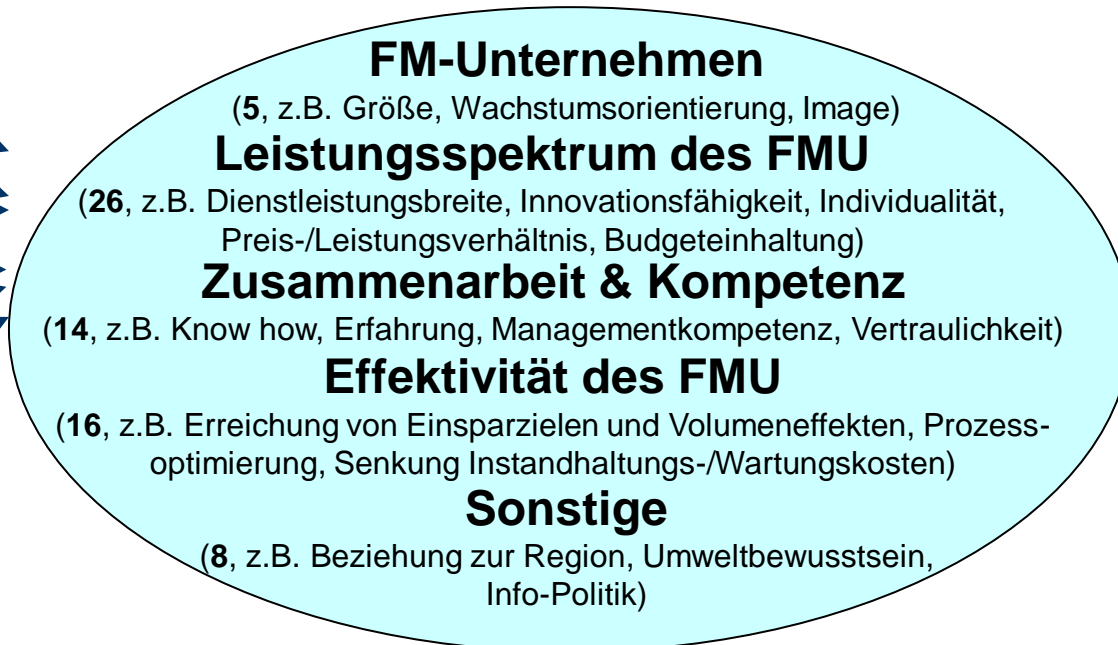 FM-Unternehmen
(5, z.B. Größe, Wachstumsorientierung, Image)
Leistungsspektrum des FMU
(26, z.B. Dienstleistungsbreite, Innovationsfähigkeit, Individualität,
Preis-/Leistungsverhältnis, Budgeteinhaltung)
Zusammenarbeit & Kompetenz
(14, z.B. Know how, Erfahrung, Managementkompetenz, Vertraulichkeit)
Effektivität des FMU
(16, z.B. Erreichung von Einsparzielen und Volumeneffekten, Prozess-
optimierung, Senkung Instandhaltungs-/Wartungskosten)
Sonstige
(8, z.B. Beziehung zur Region, Umweltbewusstsein,
Info-Politik)